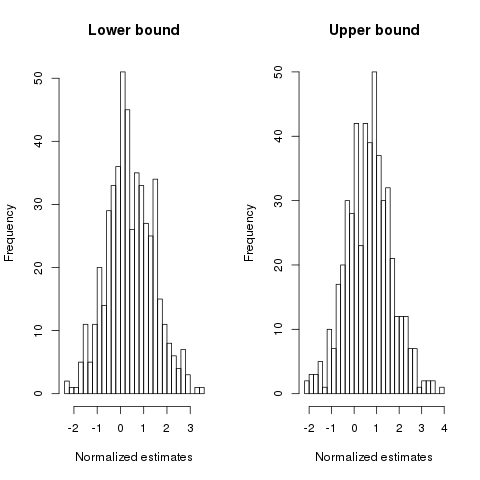 Lower bound
Frequency
50
40
30
20
10
0
-2 -1 0 1 2 3
Normalized estimates
Upper bound
Frequency
50
40
30
20
10
0
-2 -1 0 1 2 3 4
Normalized estimates